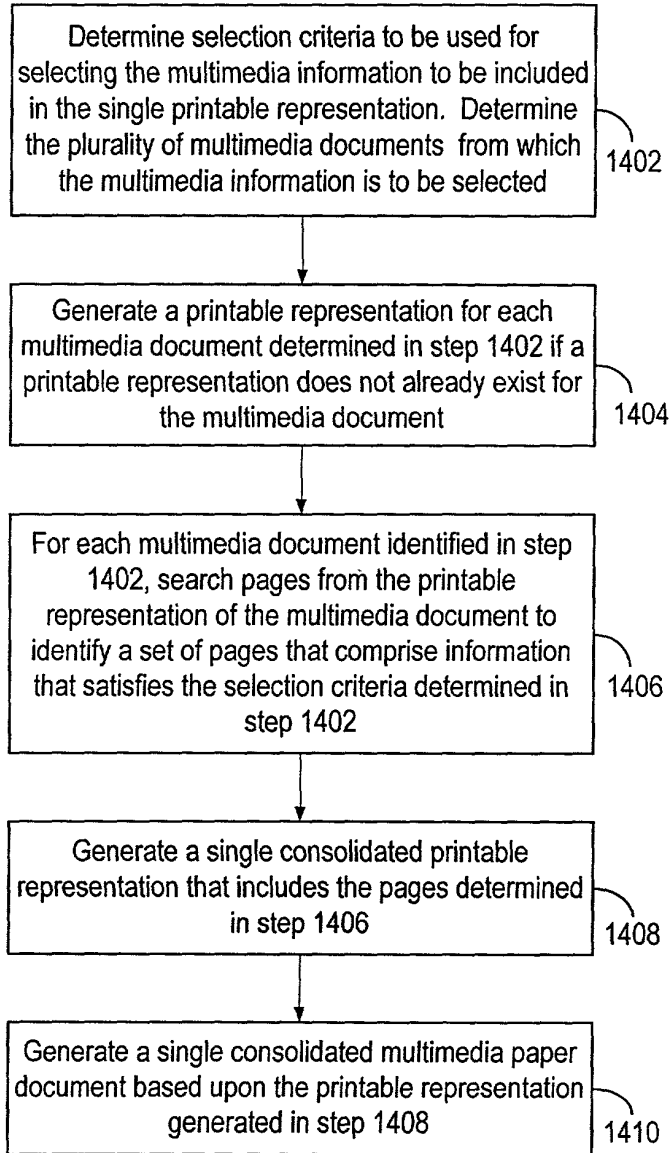 Determine selection criteria to be used for
selecting the multimedia information to be included
in the single printable representation. Determine
the plurality of multimedia documents from which
the multimedia information is to be selected
1402
Generate a printable representation for each
multimedia document determined in step 1402 if a
printable representation does not already exist for
the multimedia document
1404
For each multimedia document identified in step
1402, search pages from the printable
representation of the multimedia document to
identify a set of pages that comprise information
that satisfies the selection criteria determined in
step 1402
1406
Generate a single consolidated printable
representation that includes the pages determined
in step 1406
1408
Generate a single consolidated multimedia paper
document based upon the printable representation
generated in step 1408
1410